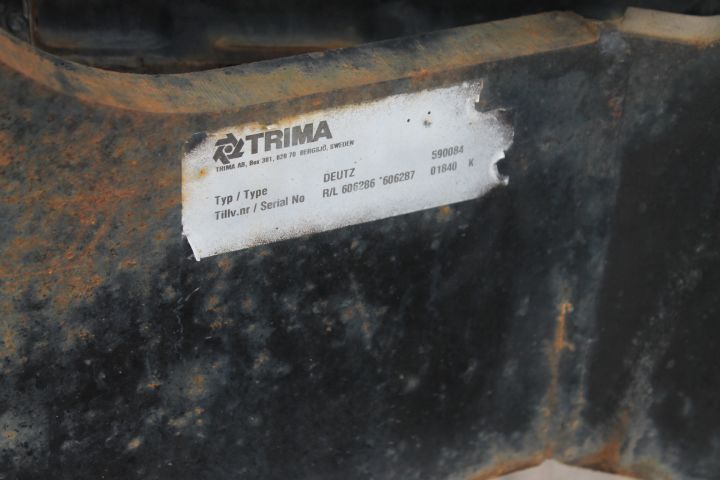 TRIMA
TRIMA AB, Box 301, 820 70 BERGSJÖ, SWEDEN
Typ / Type DEUTZ 590084
Tillv.nr / Serial No R/L 606286 *606287 01840 K